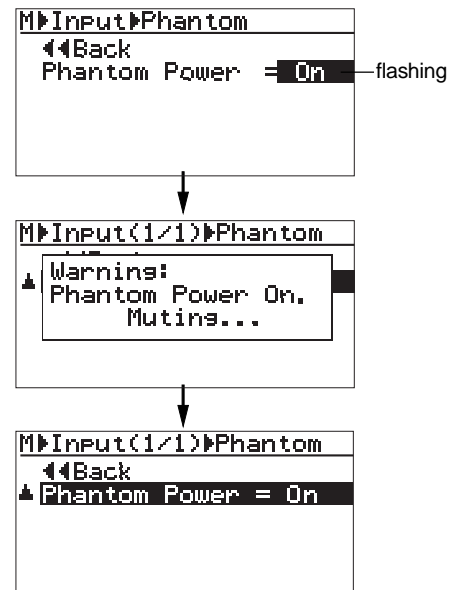 M▶Input▶Phantom
◀◀Back
Phantom Power = On
flashing
M▶Input(1/1)▶Phantom
Warning:
Phantom Power On.
Muting...
M▶Input(1/1)▶Phantom
◀◀Back
▲ Phantom Power = On